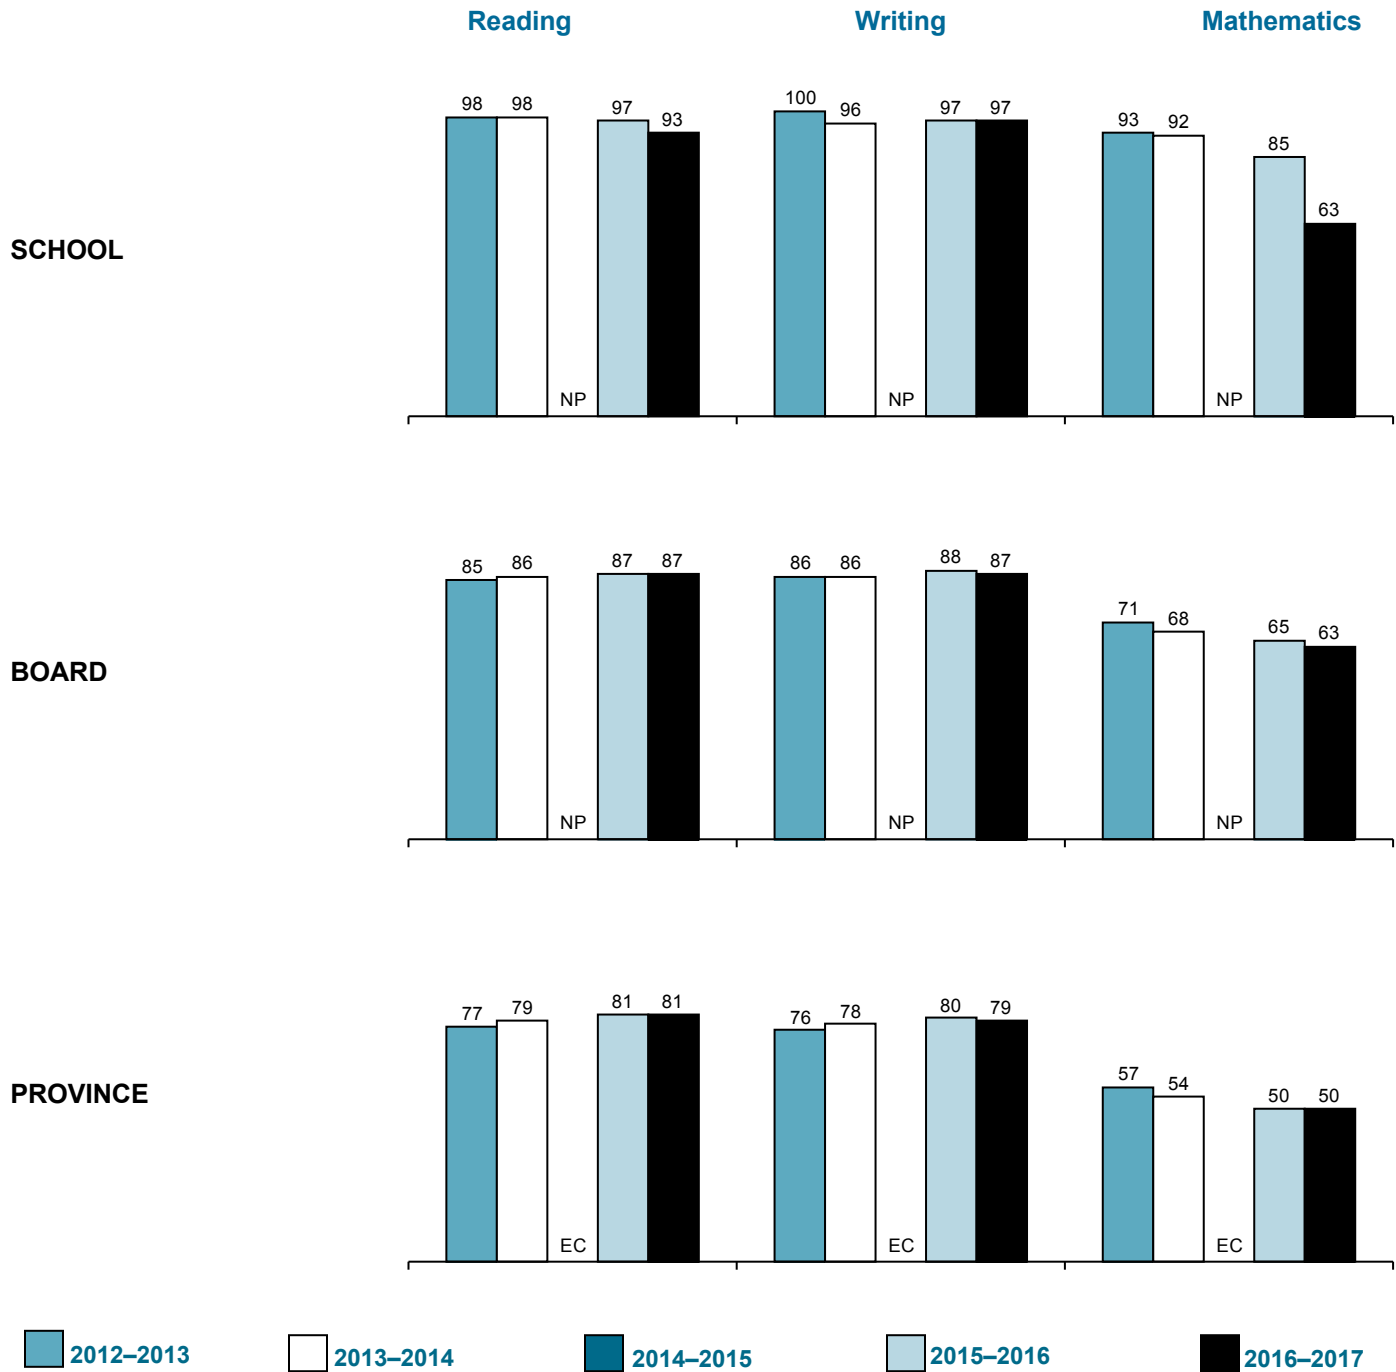 Reading Writing Mathematics
98 98 97 93 100 96 97 97 93 92 85 63
SCHOOL
NP NP NP
85 86 87 87 86 86 88 87 71 68 65 63
BOARD
NP NP NP
77 79 81 81 76 78 80 79 57 54 50 50
PROVINCE
EC EC EC
2012–2013 2013–2014 2014–2015 2015–2016 2016–2017